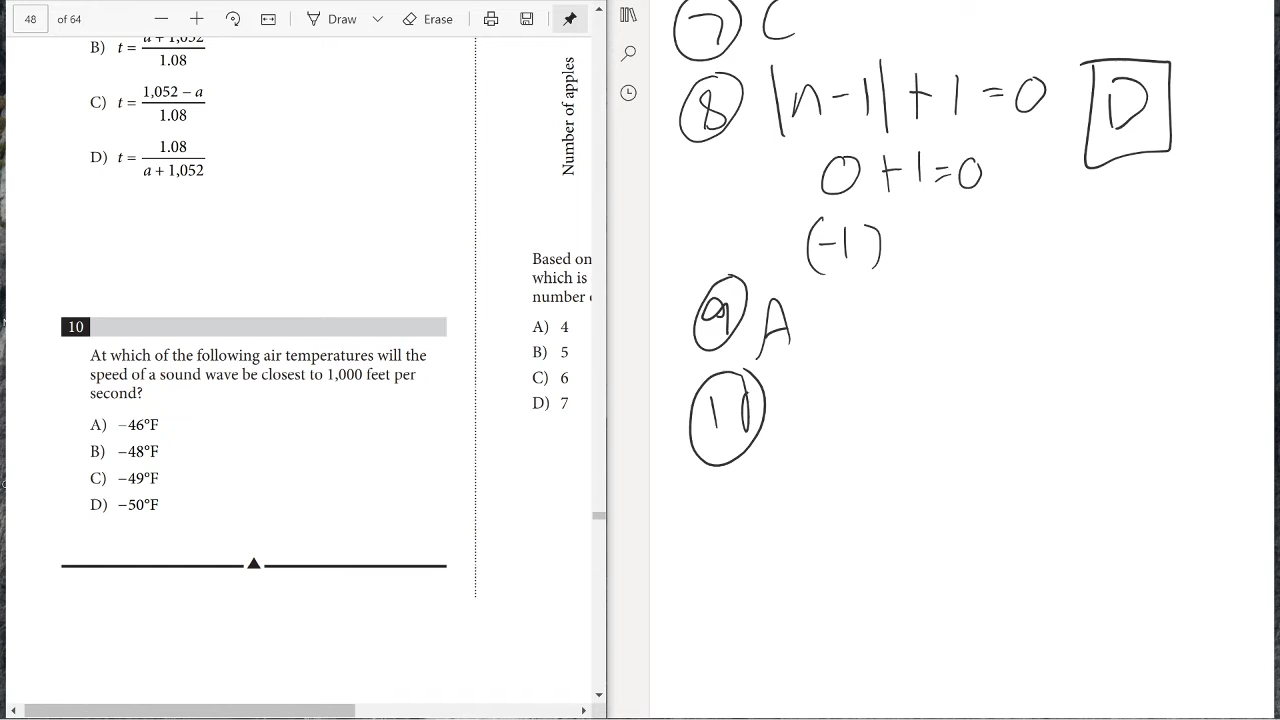 48 of 64
Draw
Erase
B) t = a + 1,052
1.08
C) t = 1,052 − a
1.08
D) t = 1.08
a + 1,052
10
At which of the following air temperatures will the
speed of a sound wave be closest to 1,000 feet per
second?
A) −46°F
B) −48°F
C) −49°F
D) −50°F
Number of apples
Based on
which is
number
A) 4
B) 5
C) 6
D) 7
7 C
8 |n-1| + 1 = 0 D
0 + 1 = 0
(-1)
9 A
10